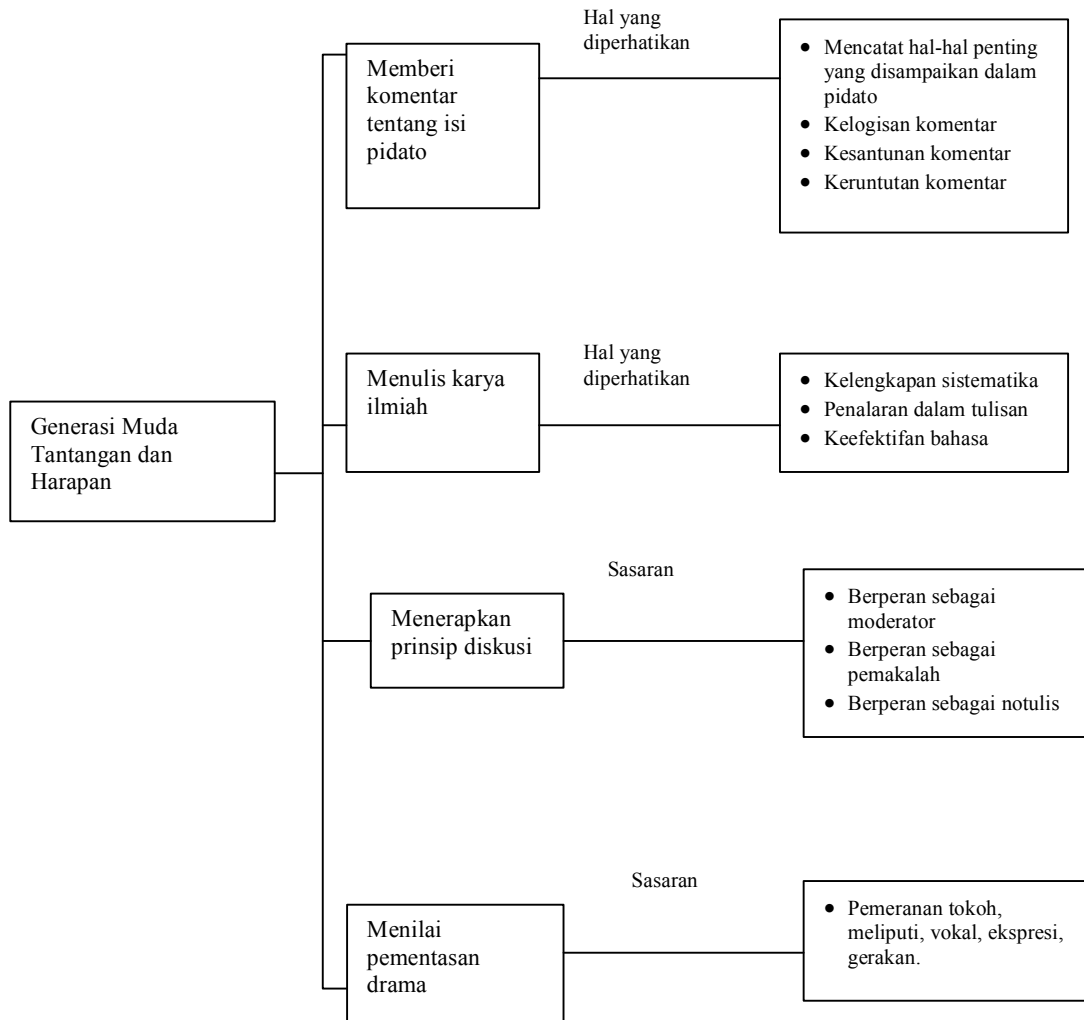 Hal yang
diperhatikan
Memberi
komentar
tentang isi
pidato
• Mencatat hal-hal penting
yang disampaikan dalam
pidato
• Kelogisan komentar
• Kesantunan komentar
• Keruntutan komentar
Generasi Muda
Tantangan dan
Harapan
Menulis karya
ilmiah
Hal yang
diperhatikan
• Kelengkapan sistematika
• Penalaran dalam tulisan
• Keefektifan bahasa
Menerapkan
prinsip diskusi
Sasaran
• Berperan sebagai
moderator
• Berperan sebagai
pemakalah
• Berperan sebagai notulis
Menilai
pementasan
drama
Sasaran
• Pemeranan tokoh,
meliputi, vokal, ekspresi,
gerakan.